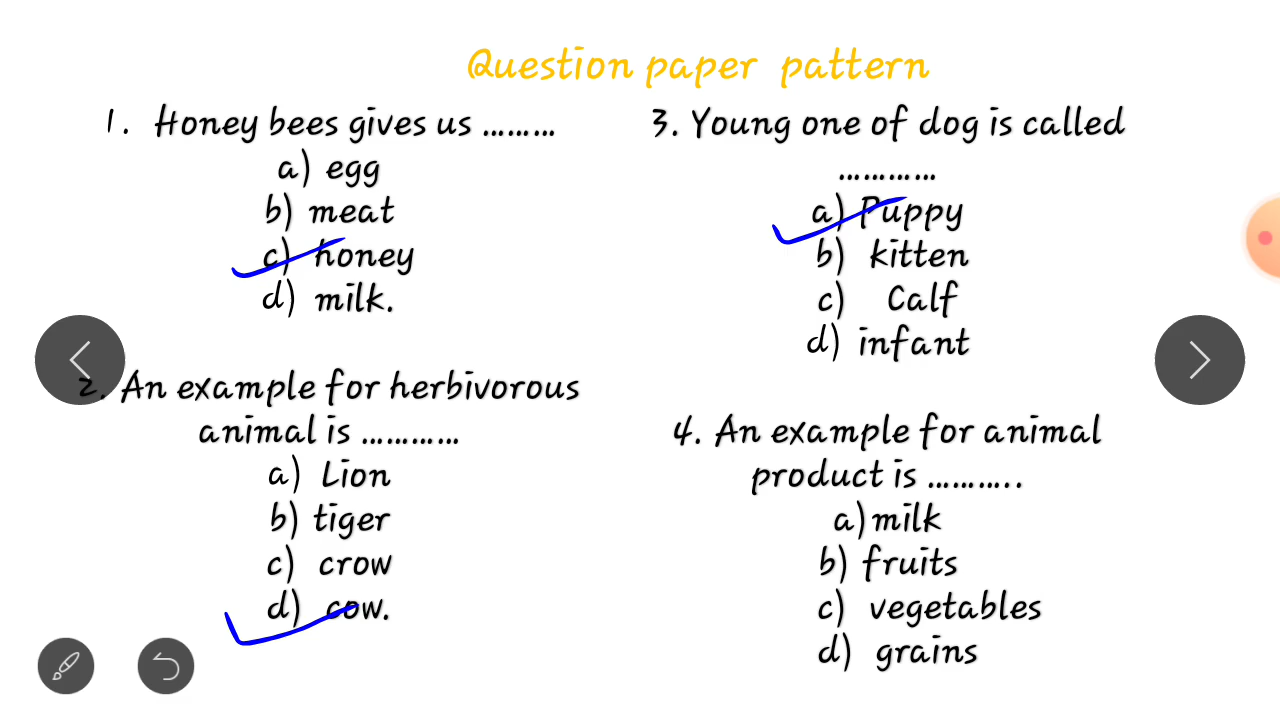 Question paper pattern
1. Honey bees gives us .........
a) egg
b) meat
c) honey
d) milk.
2. An example for herbivorous
animal is ............
a) Lion
b) tiger
c) crow
d) cow.
3. Young one of dog is called
............
a) Puppy
b) kitten
c) Calf
d) infant
4. An example for animal
product is ...........
a) milk
b) fruits
c) vegetables
d) grains